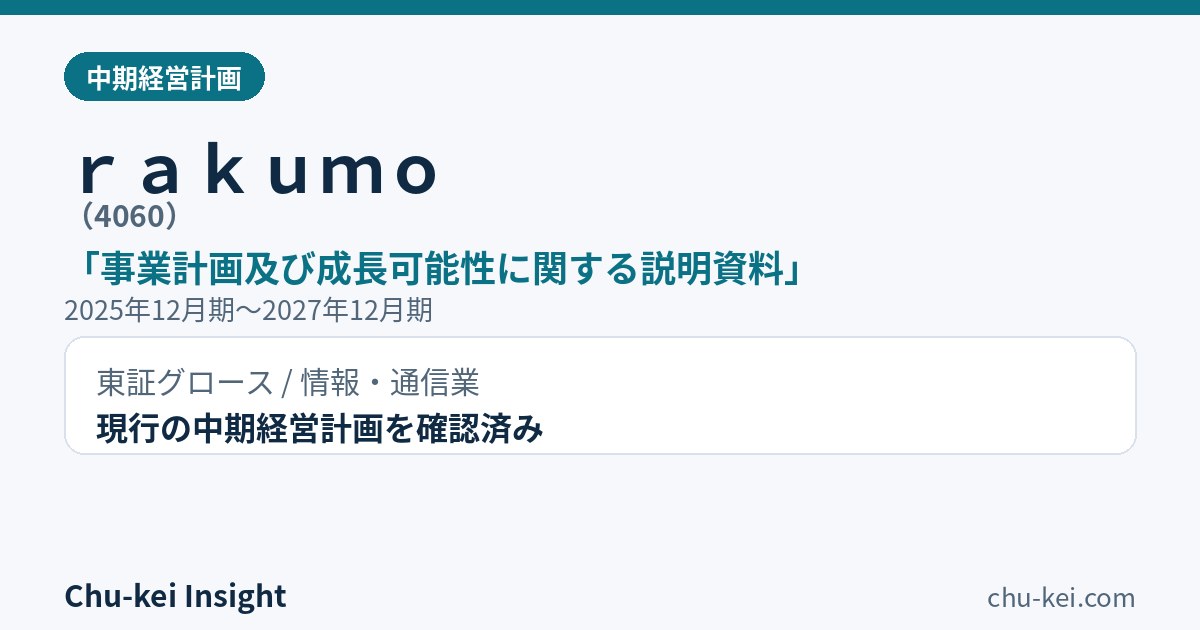 中期経営計画
ｒａｋｕｍｏ
（4060）
「事業計画及び成長可能性に関する説明資料」
2025年12月期〜2027年12月期
東証グロース / 情報・通信業
現行の中期経営計画を確認済み
Chu-kei Insight
chu-kei.com